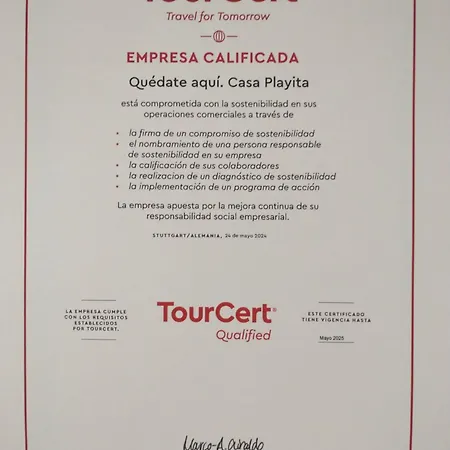 TourCert
Travel for Tomorrow
EMPRESA CALIFICADA
Quédate aquí. Casa Playita
está comprometida con la sostenibilidad en sus
operaciones comerciales a través de
• la firma de un compromiso de sostenibilidad
• el nombramiento de una persona responsable
de sostenibilidad en su empresa
• la calificación de sus colaboradores
• la realizacion de un diagnóstico de sostenibilidad
• la implementación de un programa de acción
La empresa apuesta por la mejora continua de su
responsabilidad social empresarial.
STUTTGART/ALEMANIA, 24 de mayo 2024
LA EMPRESA CUMPLE
CON LOS REQUISITOS
ESTABLECIDOS
POR TOURCERT.
TourCert®
Qualified
ESTE CERTIFICADO
TIENE VIGENCIA HASTA
Mayo 2025